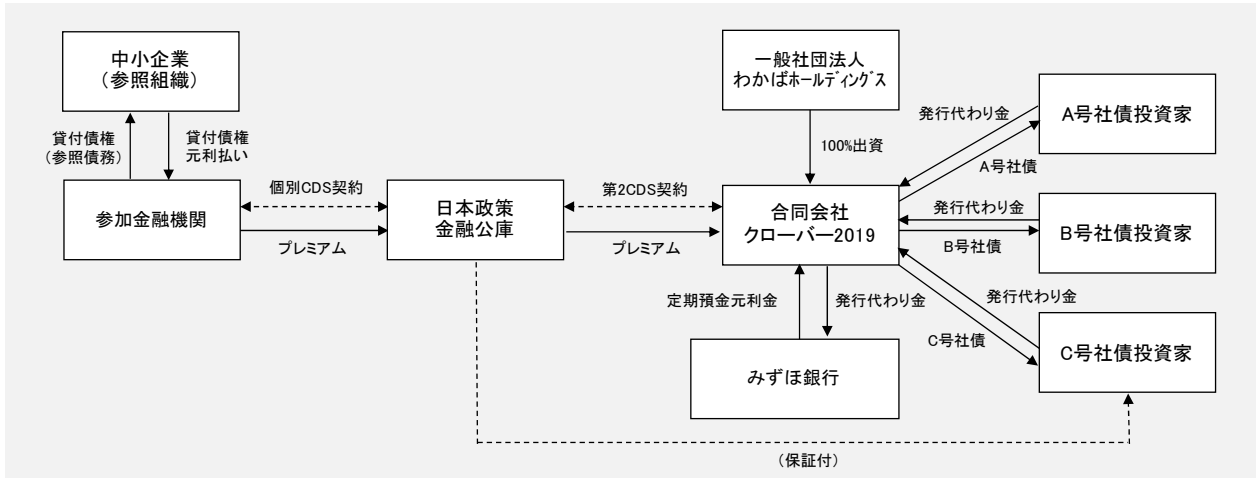 中小企業
（参照組織）
一般社団法人
わかばﾎｰﾙﾃﾞｨﾝｸﾞｽ
A号社債投資家
発行代わり金
A号社債
貸付債権
（参照債務）
貸付債権
元利払い
100%出資
参加金融機関
個別CDS契約
プレミアム
日本政策
金融公庫
第2CDS契約
プレミアム
合同会社
クローバー2019
発行代わり金
B号社債
B号社債投資家
定期預金元利金
発行代わり金
発行代わり金
C号社債
C号社債投資家
みずほ銀行
（保証付）